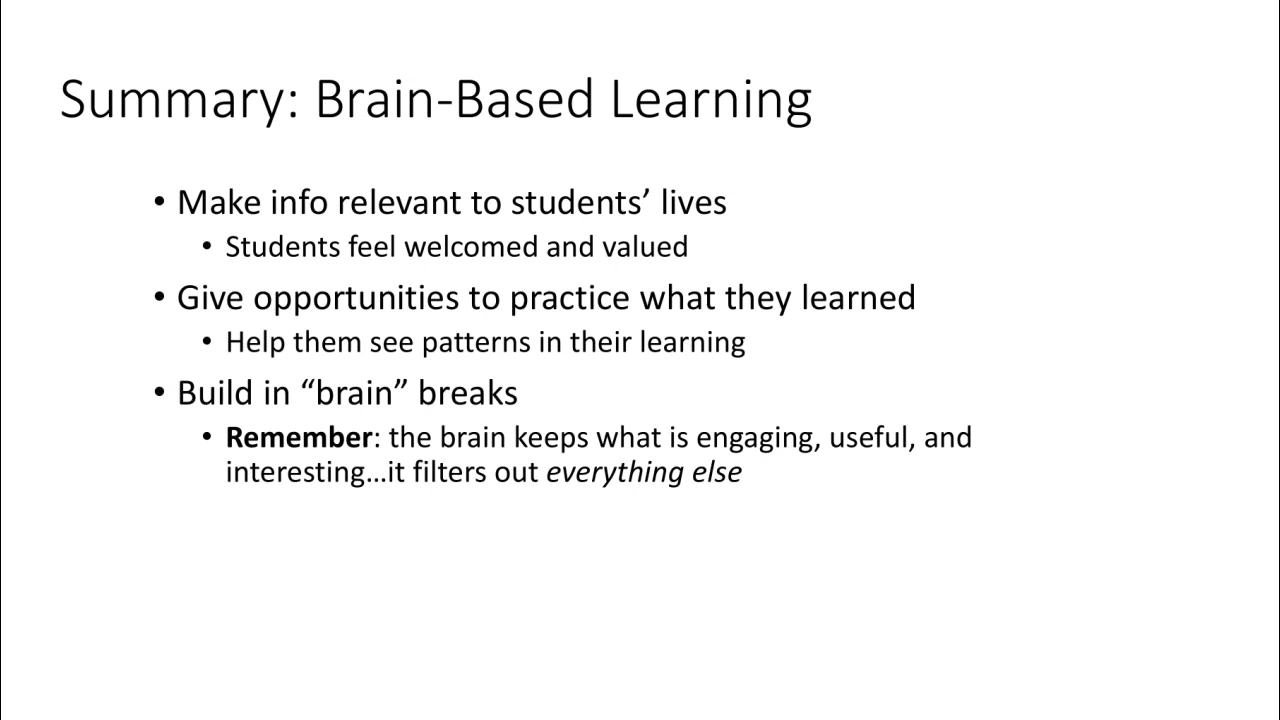 Summary: Brain-Based Learning
• Make info relevant to students’ lives
• Students feel welcomed and valued
• Give opportunities to practice what they learned
• Help them see patterns in their learning
• Build in “brain” breaks
• Remember: the brain keeps what is engaging, useful, and
interesting…it filters out everything else